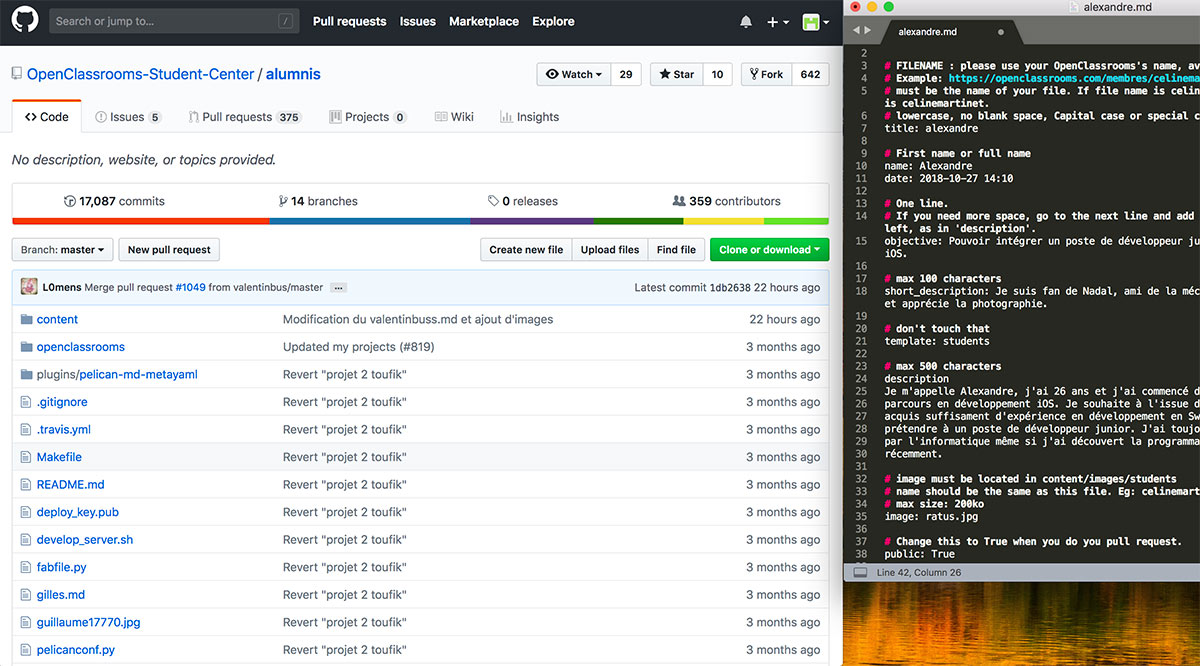 Search or jump to...
/
Pull requests Issues Marketplace Explore
OpenClassrooms-Student-Center / alumnis
Watch 29
Star 10
Fork 642
Code
Issues 5
Pull requests 375
Projects 0
Wiki
Insights
No description, website, or topics provided.
17,087 commits
14 branches
0 releases
359 contributors
Branch: master
New pull request
Create new file
Upload files
Find file
Clone or download
L0mens Merge pull request #1049 from valentinbus/master ...
Latest commit 1db2638 22 hours ago
content Modification du valentinbuss.md et ajout d'images 22 hours ago
openclassrooms Updated my projects (#819) 3 months ago
plugins/pelican-md-metayaml Revert "projet 2 toufik" 3 months ago
.gitignore Revert "projet 2 toufik" 3 months ago
.travis.yml Revert "projet 2 toufik" 3 months ago
Makefile Revert "projet 2 toufik" 3 months ago
README.md Revert "projet 2 toufik" 3 months ago
deploy_key.pub Revert "projet 2 toufik" 3 months ago
develop_server.sh Revert "projet 2 toufik" 3 months ago
fabfile.py Revert "projet 2 toufik" 3 months ago
gilles.md Revert "projet 2 toufik" 3 months ago
guillaume17770.jpg Revert "projet 2 toufik" 3 months ago
pelicanconf.py Revert "projet 2 toufik" 3 months ago
alexandre.md
alexandre.md
2
3 # FILENAME : please use your OpenClassrooms's name, av
4 # Example: https://openclassrooms.com/membres/celinema
5 # must be the name of your file. If file name is celin
is celinemartinet.
6 # lowercase, no blank space, Capital case or special c
7 title: alexandre
8
9 # First name or full name
10 name: Alexandre
11 date: 2018-10-27 14:10
12
13 # One line.
14 # If you need more space, go to the next line and add
left, as in 'description'.
15 objective: Pouvoir intégrer un poste de développeur ju
iOS.
16
17 # max 100 characters
18 short_description: Je suis fan de Nadal, ami de la méc
et apprécie la photographie.
19
20 # don't touch that
21 template: students
22
23 # max 500 characters
24 description
25 Je m'appelle Alexandre, j'ai 26 ans et j'ai commencé d
26 parcours en développement iOS. Je souhaite à l'issue d
27 acquis suffisament d'expérience en développement en Sw
28 prétendre à un poste de développeur junior. J'ai toujo
29 par l'informatique même si j'ai découvert la programma
30 récemment.
31
32 # image must be located in content/images/students
33 # name should be the same as this file. Eg: celinemart
34 # max size: 200ko
35 image: ratus.jpg
36
37 # Change this to True when you do you pull request.
38 public: True
Line 42, Column 26